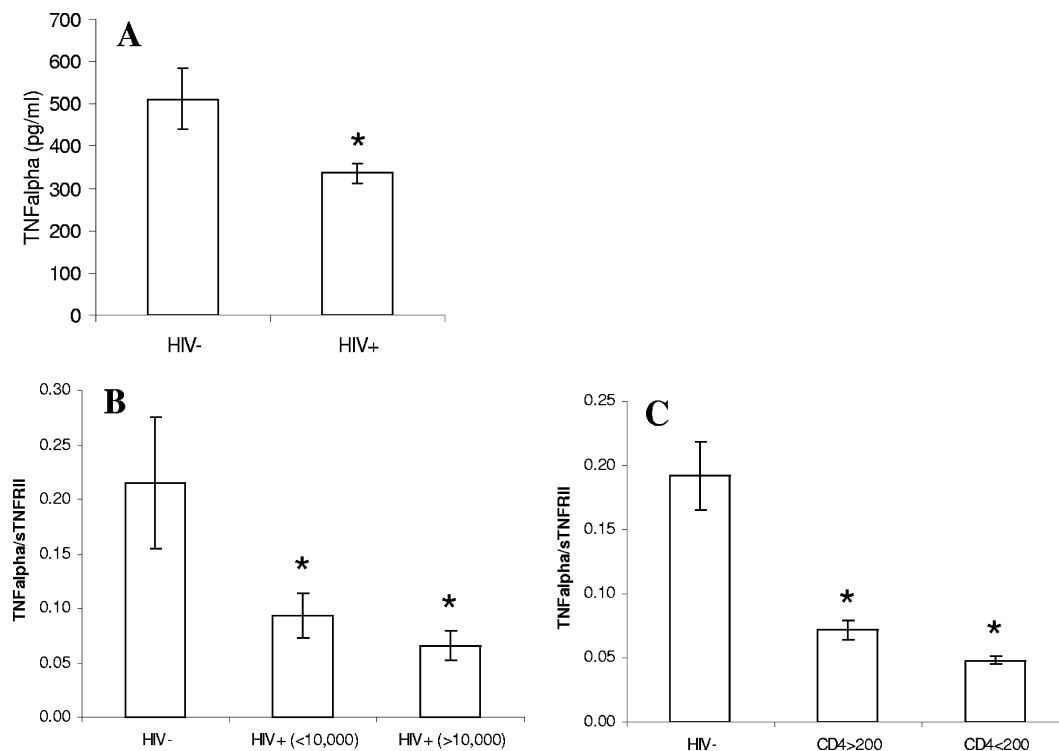 A
TNFalpha (pg/ml)
700
600
500
400
300
200
100
0
*
HIV-
HIV+
B
TNFalpha/sTNFRII
0.30
0.25
0.20
0.15
0.10
0.05
0.00
*
*
HIV-
HIV+ (<10,000)
HIV+ (>10,000)
C
TNFalpha/sTNFRII
0.25
0.20
0.15
0.10
0.05
0.00
*
*
HIV-
CD4>200
CD4<200